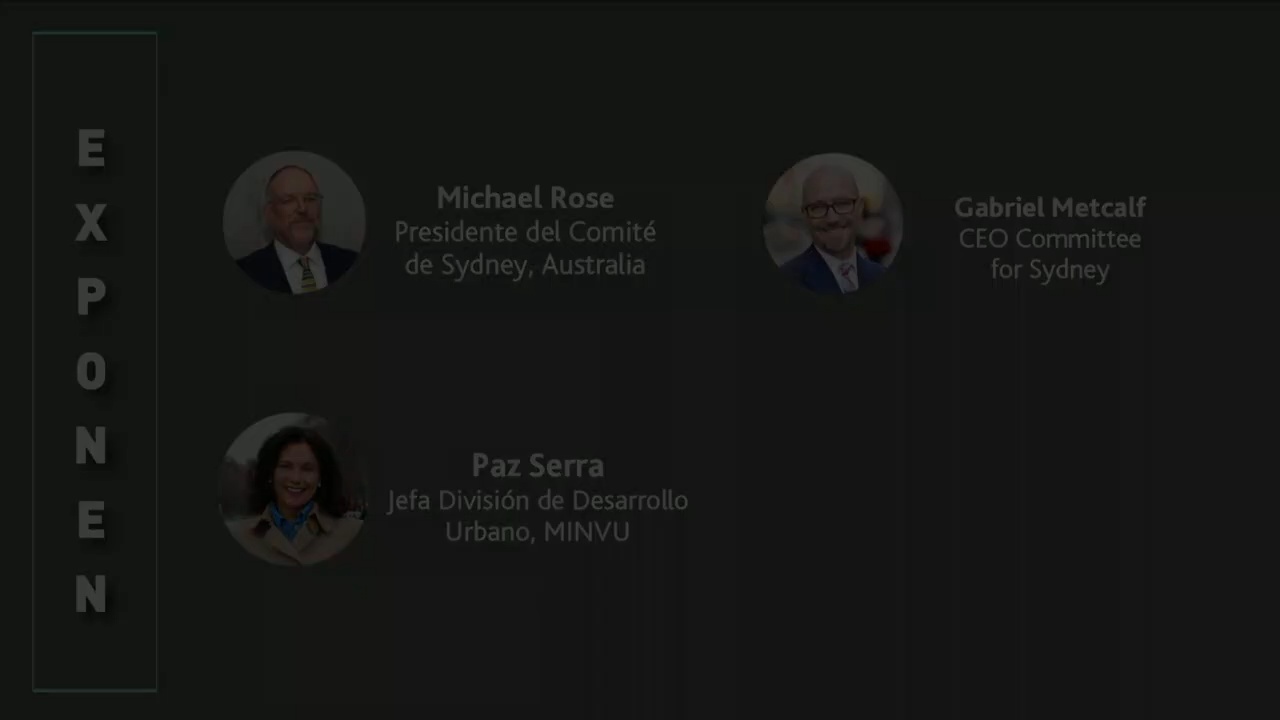 EXPONEN
Michael Rose
Presidente del Comité
de Sydney, Australia
Gabriel Metcalf
CEO Committee
for Sydney
Paz Serra
Jefa División de Desarrollo
Urbano, MINVU